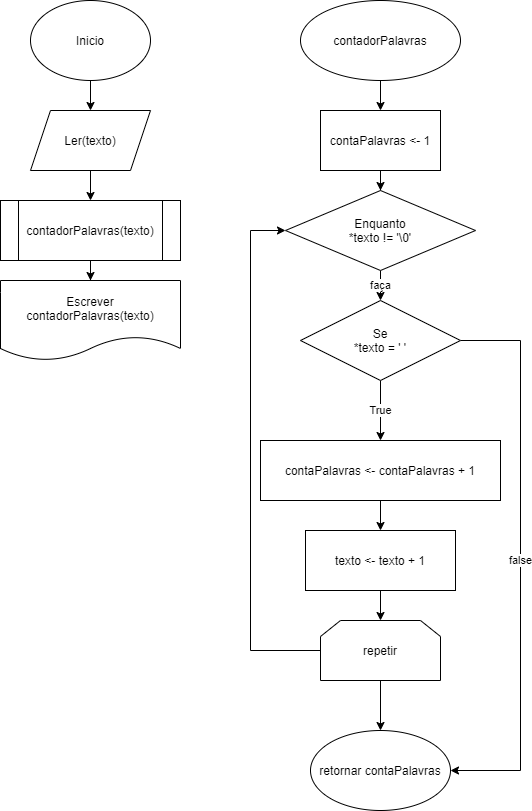 Inicio
Ler(texto)
contadorPalavras(texto)
Escrever
contadorPalavras(texto)
contadorPalavras
contaPalavras <- 1
Enquanto
*texto != '\0'
faça
Se
*texto = ' '
True
contaPalavras <- contaPalavras + 1
texto <- texto + 1
false
repetir
retornar contaPalavras